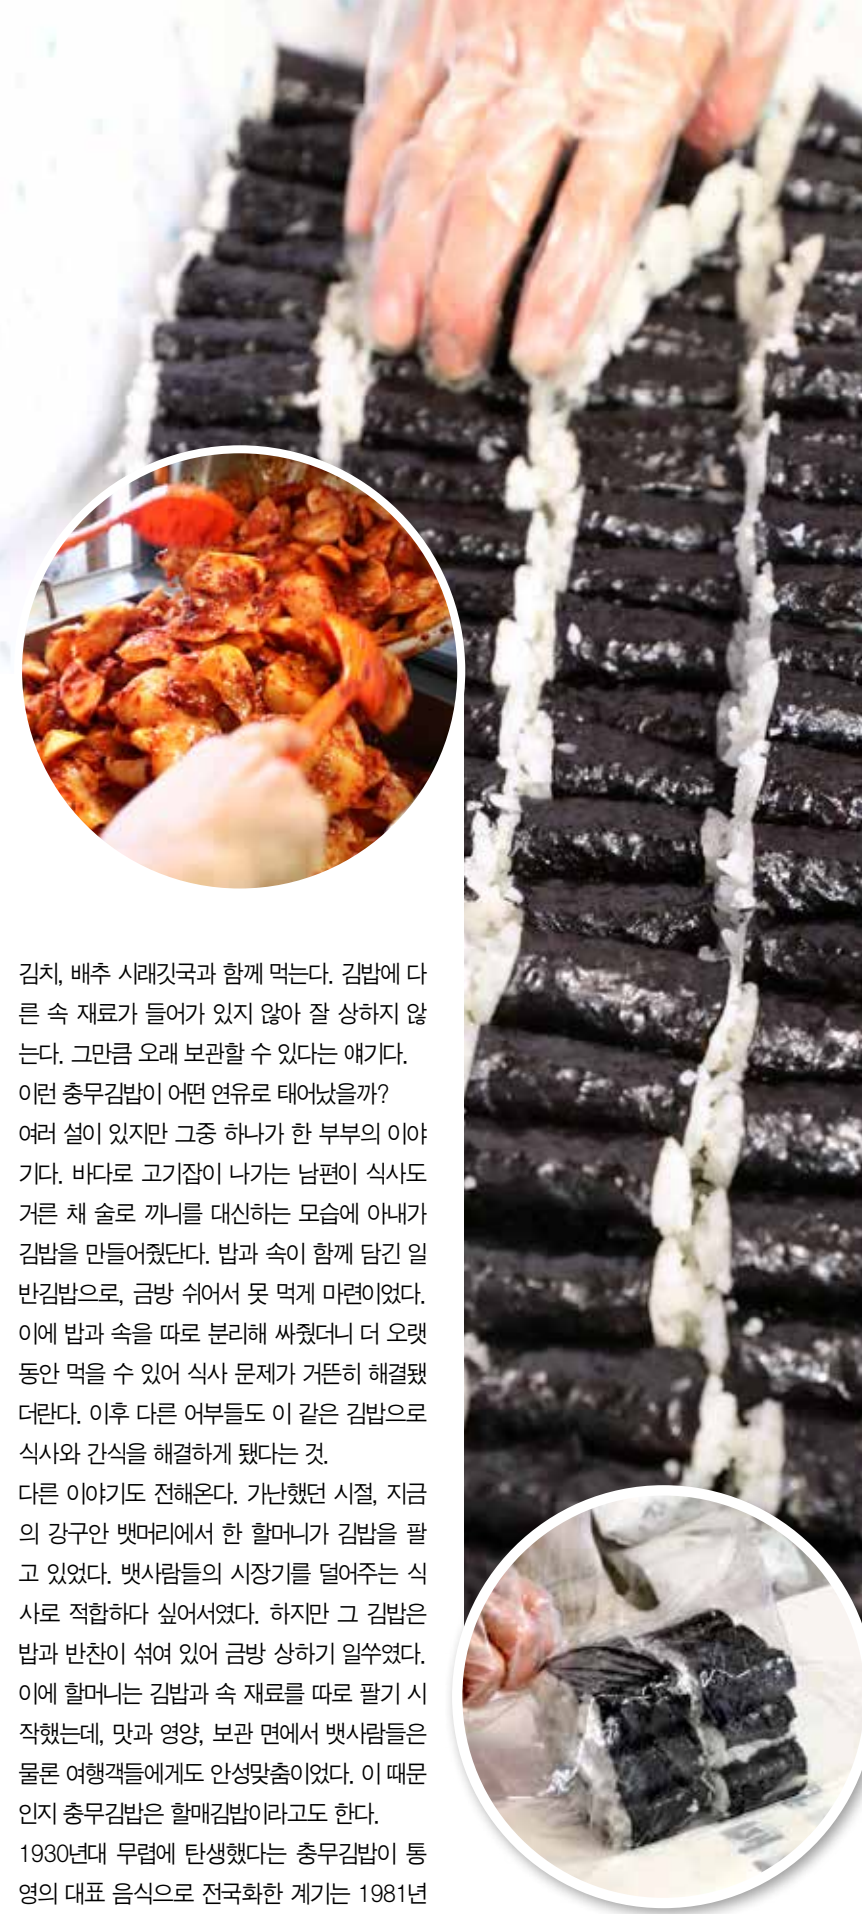 김치, 배추 시래깃국과 함께 먹는다. 김밥에 다
른 속 재료가 들어가 있지 않아 잘 상하지 않
는다. 그만큼 오래 보관할 수 있다는 얘기다.
이런 충무김밥이 어떤 연유로 태어났을까?
여러 설이 있지만 그중 하나가 한 부부의 이야
기다. 바다로 고기잡이 나가는 남편이 식사도
거른 채 술로 끼니를 대신하는 모습에 아내가
김밥을 만들어줬단다. 밥과 속이 함께 담긴 일
반김밥으로, 금방 쉬어서 못 먹게 마련이었다.
이에 밥과 속을 따로 분리해 싸줬더니 더 오랫
동안 먹을 수 있어 식사 문제가 거뜬히 해결됐
더란다. 이후 다른 어부들도 이 같은 김밥으로
식사와 간식을 해결하게 됐다는 것.
다른 이야기도 전해온다. 가난했던 시절, 지금
의 강구안 뱃머리에서 한 할머니가 김밥을 팔
고 있었다. 뱃사람들의 시장기를 덜어주는 식
사로 적합하다 싶어서였다. 하지만 그 김밥은
밥과 반찬이 섞여 있어 금방 상하기 일쑤였다.
이에 할머니는 김밥과 속 재료를 따로 팔기 시
작했는데, 맛과 영양, 보관 면에서 뱃사람들은
물론 여행객들에게도 안성맞춤이었다. 이 때문
인지 충무김밥은 할매김밥이라고도 한다.
1930년대 무렵에 탄생했다는 충무김밥이 통
영의 대표 음식으로 전국화한 계기는 1981년